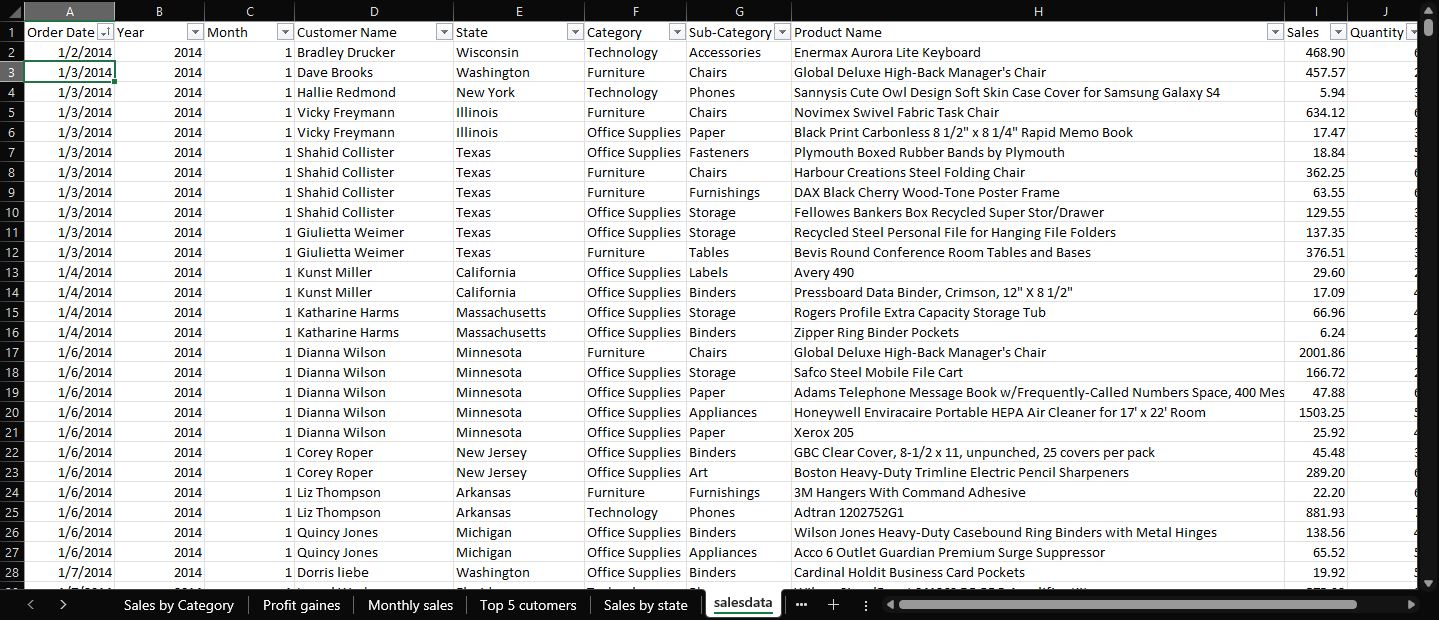 A B C D E F G H I J
1 Order Date Year Month Customer Name State Category Sub-Category Product Name Sales Quantity
2 1/2/2014 2014 1 Bradley Drucker Wisconsin Technology Accessories Enermax Aurora Lite Keyboard 468.90
3 1/3/2014 2014 1 Dave Brooks Washington Furniture Chairs Global Deluxe High-Back Manager's Chair 457.57
4 1/3/2014 2014 1 Hallie Redmond New York Technology Phones Sannysis Cute Owl Design Soft Skin Case Cover for Samsung Galaxy S4 5.94
5 1/3/2014 2014 1 Vicky Freymann Illinois Furniture Chairs Novimex Swivel Fabric Task Chair 634.12
6 1/3/2014 2014 1 Vicky Freymann Illinois Office Supplies Paper Black Print Carbonless 8 1/2" x 8 1/4" Rapid Memo Book 17.47
7 1/3/2014 2014 1 Shahid Collister Texas Office Supplies Fasteners Plymouth Boxed Rubber Bands by Plymouth 18.84
8 1/3/2014 2014 1 Shahid Collister Texas Furniture Chairs Harbour Creations Steel Folding Chair 362.25
9 1/3/2014 2014 1 Shahid Collister Texas Furniture Furnishings DAX Black Cherry Wood-Tone Poster Frame 63.55
10 1/3/2014 2014 1 Shahid Collister Texas Office Supplies Storage Fellowes Bankers Box Recycled Super Stor/Drawer 129.55
11 1/3/2014 2014 1 Giulietta Weimer Texas Office Supplies Storage Recycled Steel Personal File for Hanging File Folders 137.35
12 1/3/2014 2014 1 Giulietta Weimer Texas Furniture Tables Bevis Round Conference Room Tables and Bases 376.51
13 1/4/2014 2014 1 Kunst Miller California Office Supplies Labels Avery 490 29.60
14 1/4/2014 2014 1 Kunst Miller California Office Supplies Binders Pressboard Data Binder, Crimson, 12" X 8 1/2" 17.09
15 1/4/2014 2014 1 Katharine Harms Massachusetts Office Supplies Storage Rogers Profile Extra Capacity Storage Tub 66.96
16 1/4/2014 2014 1 Katharine Harms Massachusetts Office Supplies Binders Zipper Ring Binder Pockets 6.24
17 1/6/2014 2014 1 Dianna Wilson Minnesota Furniture Chairs Global Deluxe High-Back Manager's Chair 2001.86
18 1/6/2014 2014 1 Dianna Wilson Minnesota Office Supplies Storage Safco Steel Mobile File Cart 166.72
19 1/6/2014 2014 1 Dianna Wilson Minnesota Office Supplies Paper Adams Telephone Message Book w/Frequently-Called Numbers Space, 400 Mes 47.88
20 1/6/2014 2014 1 Dianna Wilson Minnesota Office Supplies Appliances Honeywell Enviracaire Portable HEPA Air Cleaner for 17' x 22' Room 1503.25
21 1/6/2014 2014 1 Dianna Wilson Minnesota Office Supplies Paper Xerox 205 25.92
22 1/6/2014 2014 1 Corey Roper New Jersey Office Supplies Binders GBC Clear Cover, 8-1/2 x 11, unpunched, 25 covers per pack 45.48
23 1/6/2014 2014 1 Corey Roper New Jersey Office Supplies Art Boston Heavy-Duty Trimline Electric Pencil Sharpeners 289.20
24 1/6/2014 2014 1 Liz Thompson Arkansas Furniture Furnishings 3M Hangers With Command Adhesive 22.20
25 1/6/2014 2014 1 Liz Thompson Arkansas Technology Phones Adtran 1202752G1 881.93
26 1/6/2014 2014 1 Quincy Jones Michigan Office Supplies Binders Wilson Jones Heavy-Duty Casebound Ring Binders with Metal Hinges 138.56
27 1/6/2014 2014 1 Quincy Jones Michigan Office Supplies Appliances Acco 6 Outlet Guardian Premium Surge Suppressor 65.52
28 1/7/2014 2014 1 Dorris liebe Washington Office Supplies Binders Cardinal Holdit Business Card Pockets 19.92
Sales by Category Profit gaines Monthly sales Top 5 cutomers Sales by state salesdata